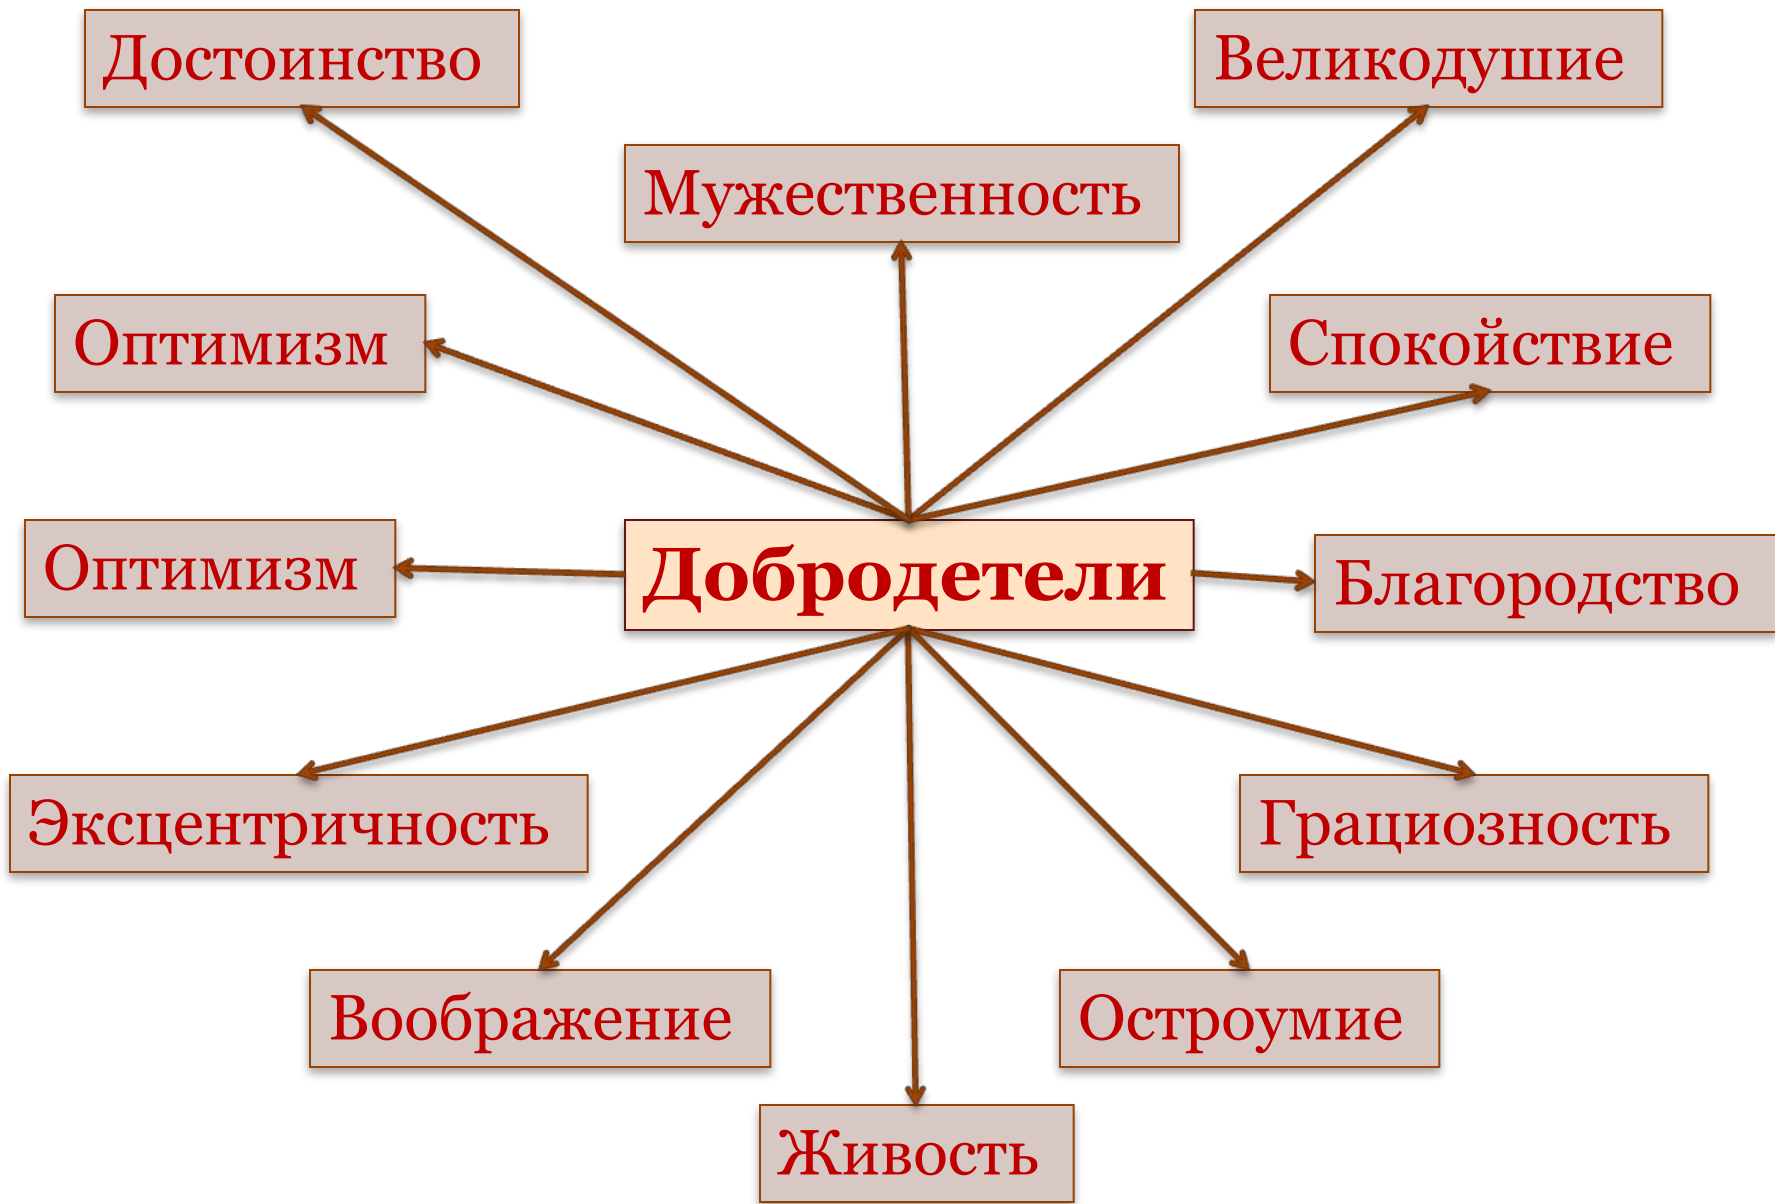 Достоинство
Великодушие
Мужественность
Оптимизм
Спокойствие
Оптимизм
Добродетели
Благородство
Эксцентричность
Грациозность
Воображение
Остроумие
Живость